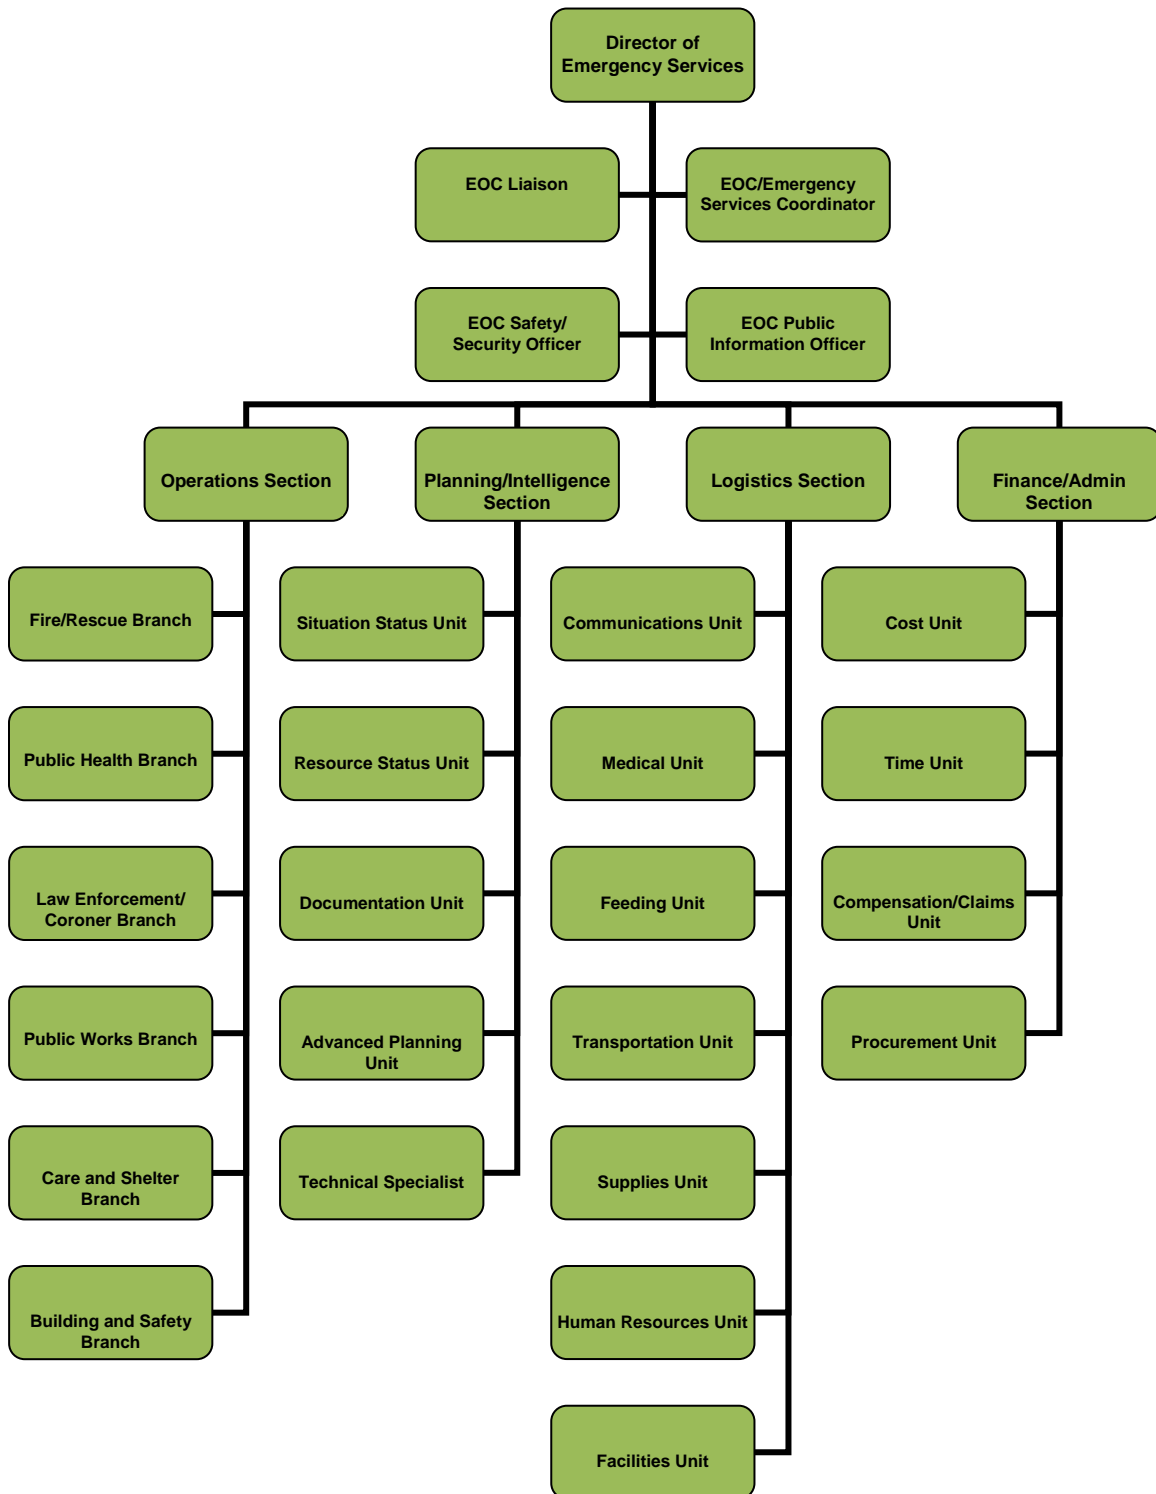 Director of
Emergency Services
EOC Liaison
EOC/Emergency
Services Coordinator
EOC Safety/
Security Officer
EOC Public
Information Officer
Operations Section
Planning/Intelligence
Section
Logistics Section
Finance/Admin
Section
Fire/Rescue Branch
Situation Status Unit
Communications Unit
Cost Unit
Public Health Branch
Resource Status Unit
Medical Unit
Time Unit
Law Enforcement/
Coroner Branch
Documentation Unit
Feeding Unit
Compensation/Claims
Unit
Public Works Branch
Advanced Planning
Unit
Transportation Unit
Procurement Unit
Care and Shelter
Branch
Technical Specialist
Supplies Unit
Building and Safety
Branch
Human Resources Unit
Facilities Unit